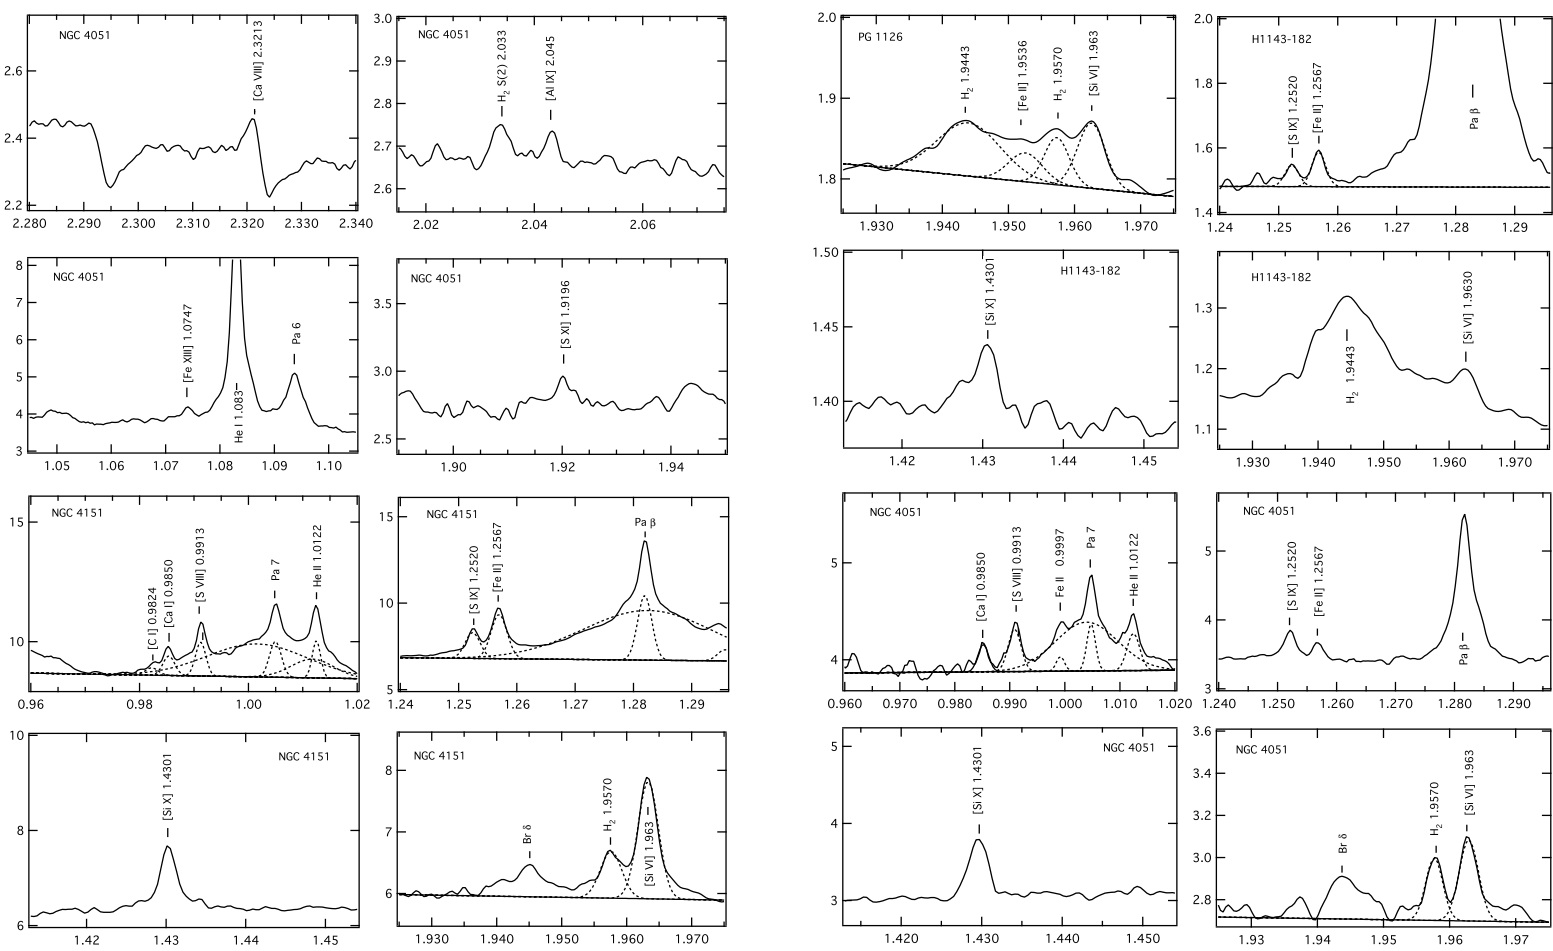 NGC 4051
[Ca VIII] 2.3213
2.6
2.4
2.2
2.280 2.290 2.300 2.310 2.320 2.330 2.340
NGC 4051
H2 S(2) 2.033
[Al IX] 2.045
3.0
2.9
2.8
2.7
2.6
2.02 2.04 2.06
PG 1126
H2 1.9443
[Fe II] 1.9536
H2 1.9570
[Si VI] 1.963
2.0
1.9
1.8
1.930 1.940 1.950 1.960 1.970
H1143-182
[S IX] 1.2520
[Fe II] 1.2567
Pa β
2.0
1.8
1.6
1.4
1.24 1.25 1.26 1.27 1.28 1.29
NGC 4051
[Fe XIII] 1.0747
He I 1.083
Pa 6
8
7
6
5
4
3
1.05 1.06 1.07 1.08 1.09 1.10
NGC 4051
[S XI] 1.9196
3.5
3.0
2.5
1.90 1.92 1.94
H1143-182
[Si X] 1.4301
1.50
1.45
1.40
1.42 1.43 1.44 1.45
H1143-182
H2 1.9443
[Si VI] 1.9630
1.3
1.2
1.1
1.930 1.940 1.950 1.960 1.970
NGC 4151
[C I] 0.9824
[Ca I] 0.9850
[S VIII] 0.9913
Pa 7
He II 1.0122
15
10
0.96 0.98 1.00 1.02
NGC 4151
[S IX] 1.2520
[Fe II] 1.2567
Pa β
15
10
5
1.24 1.25 1.26 1.27 1.28 1.29
NGC 4051
[Ca I] 0.9850
[S VIII] 0.9913
Fe II 0.9997
Pa 7
He II 1.0122
5
4
0.960 0.970 0.980 0.990 1.000 1.010 1.020
NGC 4051
[S IX] 1.2520
[Fe II] 1.2567
Pa β
5
4
3
1.240 1.250 1.260 1.270 1.280 1.290
NGC 4151
[Si X] 1.4301
10
8
6
1.42 1.43 1.44 1.45
NGC 4151
Br δ
H2 1.9570
[Si VI] 1.963
8
7
6
1.930 1.940 1.950 1.960 1.970
NGC 4051
[Si X] 1.4301
5
4
3
1.420 1.430 1.440 1.450
NGC 4051
Br δ
H2 1.9570
[Si VI] 1.963
3.6
3.4
3.2
3.0
2.8
1.93 1.94 1.95 1.96 1.97